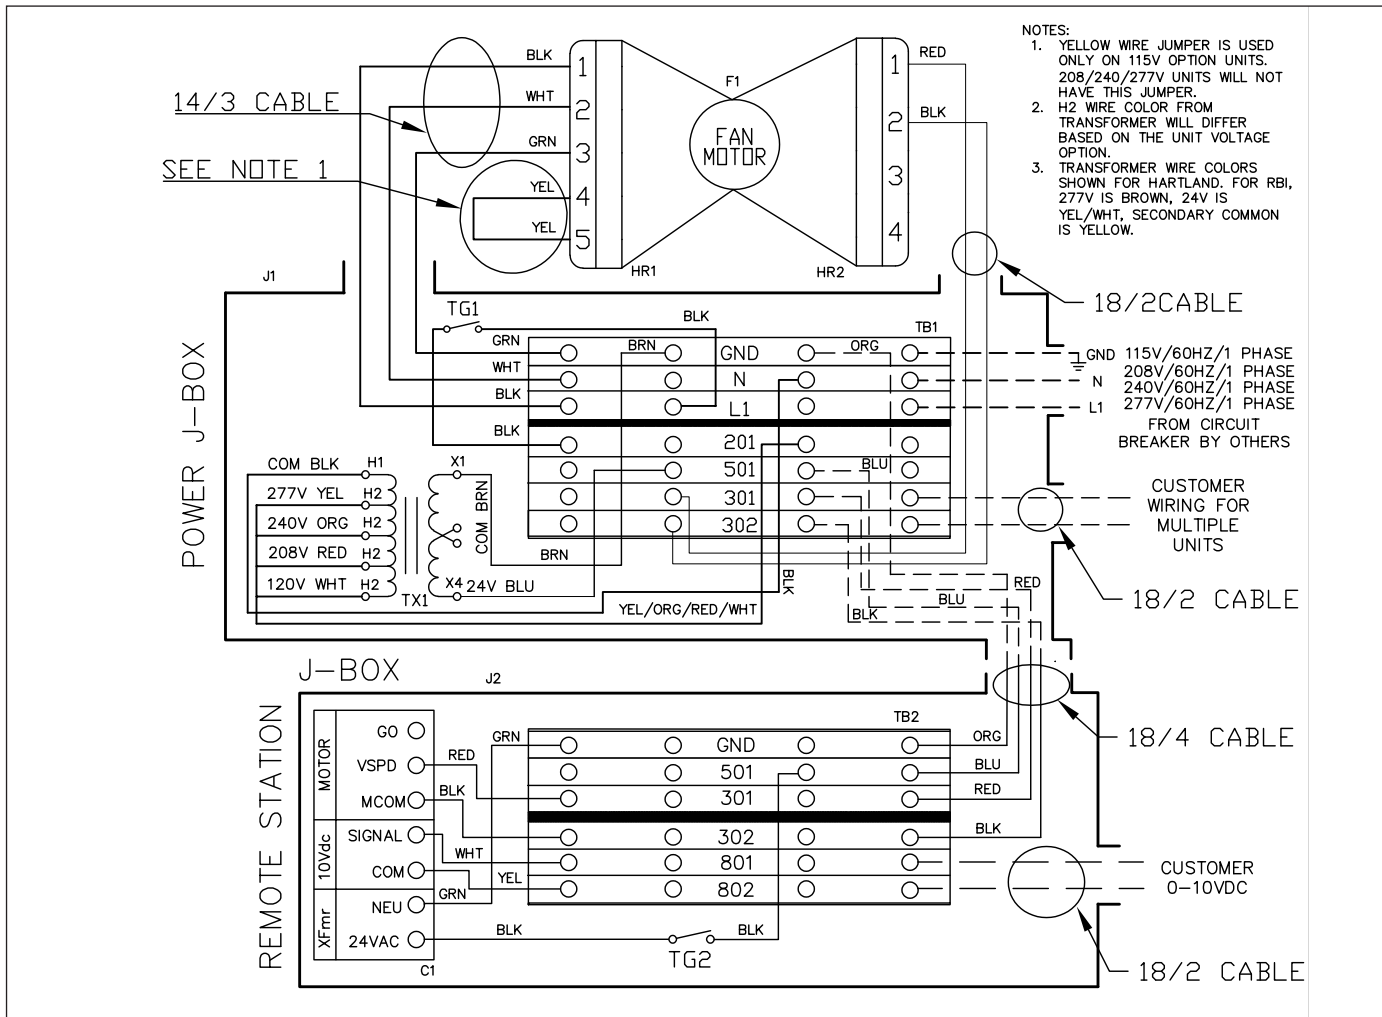 NOTES:
1. YELLOW WIRE JUMPER IS USED
ONLY ON 115V OPTION UNITS.
208/240/277V UNITS WILL NOT
HAVE THIS JUMPER.
2. H2 WIRE COLOR FROM
TRANSFORMER WILL DIFFER
BASED ON THE UNIT VOLTAGE
OPTION.
3. TRANSFORMER WIRE COLORS
SHOWN FOR HARTLAND. FOR RBI,
277V IS BROWN, 24V IS
YEL/WHT, SECONDARY COMMON
IS YELLOW.
14/3 CABLE
SEE NOTE 1
BLK
WHT
GRN
YEL
YEL
1
2
3
4
5
HR1
F1
FAN
MOTOR
HR2
1
2
3
4
RED
BLK
18/2CABLE
J1
POWER J-BOX
TG1
BLK
GRN
WHT
BLK
BLK
BRN
ORG
TB1
GND
N
L1
201
501
301
302
BLU
GND 115V/60HZ/1 PHASE
208V/60HZ/1 PHASE
N 240V/60HZ/1 PHASE
L1 277V/60HZ/1 PHASE
FROM CIRCUIT
BREAKER BY OTHERS
CUSTOMER
WIRING FOR
MULTIPLE
UNITS
18/2 CABLE
COM BLK H1
277V YEL H2
240V ORG H2
208V RED H2
120V WHT H2
TX1
X1
COM BRN
X4 24V BLU
BRN
YEL/ORG/RED/WHT
BLK
RED
BLU
BLK
18/4 CABLE
J-BOX
J2
REMOTE STATION
MOTOR
GO
VSPD
MCOM
10Vdc
SIGNAL
COM
XFmr
NEU
24VAC
C1
GRN
RED
BLK
WHT
YEL
GRN
BLK
TG2
BLK
TB2
GND
501
301
302
801
802
ORG
BLU
RED
BLK
CUSTOMER
0-10VDC
18/2 CABLE